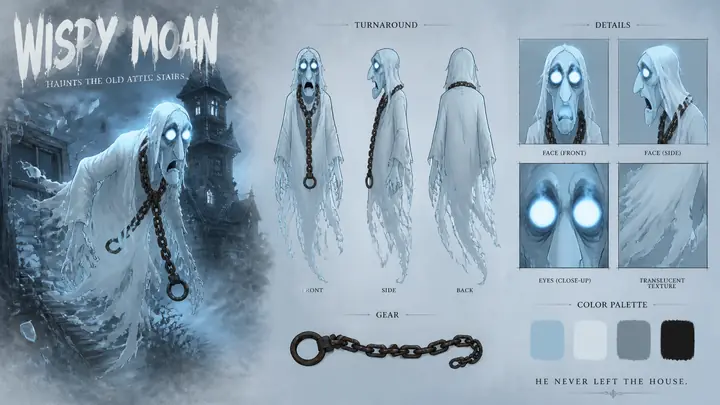 WISPY MOAN
HAUNTS THE OLD ATTIC STAIRS
TURNAROUND
FRONT
SIDE
BACK
GEAR
DETAILS
FACE (FRONT)
FACE (SIDE)
EYES (CLOSE-UP)
TRANSLUCENT
TEXTURE
COLOR PALETTE
HE NEVER LEFT THE HOUSE.